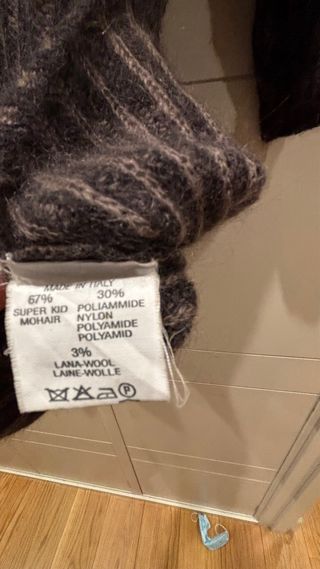 MADE IN ITALY
67% 30%
SUPER KID POLIAMMIDE
MOHAIR NYLON
POLYAMIDE
POLYAMID
3%
LANA-WOOL
LAINE-WOLLE
P